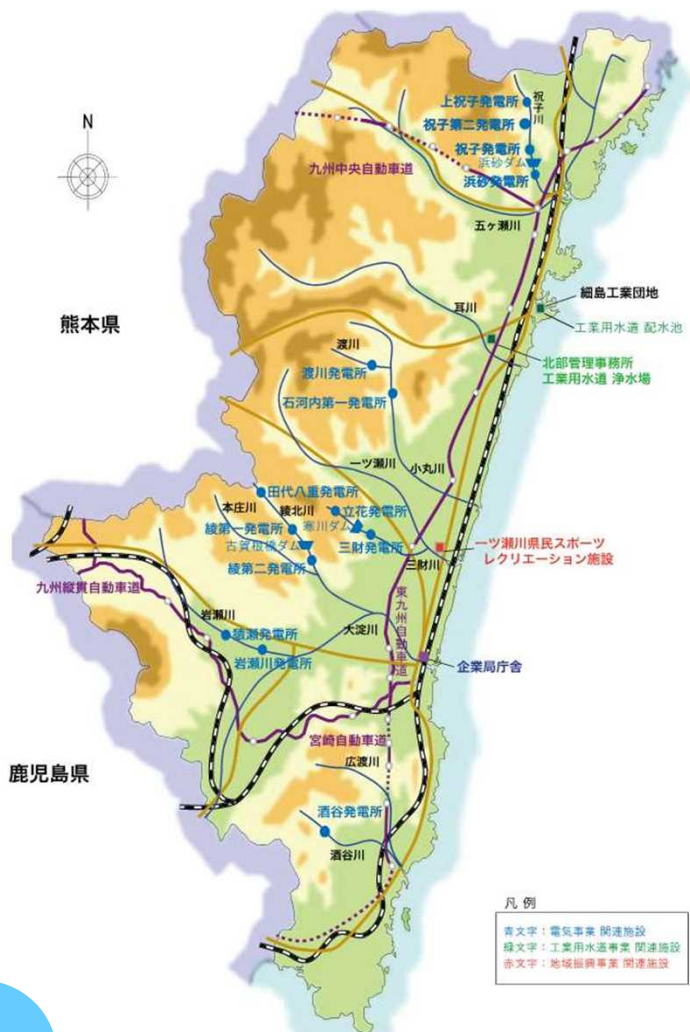 N
上祝子発電所
祝子川
祝子第二発電所
祝子発電所
浜砂ダム
浜砂発電所
九州中央自動車道
五ヶ瀬川
熊本県
耳川
細島工業団地
工業用水道 配水池
北部管理事務所
工業用水道 浄水場
渡川
渡川発電所
石河内第一発電所
一ツ瀬川
小丸川
田代八重発電所
本庄川
綾北川
立花発電所
綾第一発電所
寒川ダム
古賀根橋ダム
三財発電所
綾第二発電所
三財川
一ツ瀬川県民スポーツ
レクリエーション施設
九州縦貫自動車道
東九州自動車道
岩瀬川
猿瀬発電所
大淀川
岩瀬川発電所
企業局庁舎
宮崎自動車道
広渡川
鹿児島県
酒谷発電所
酒谷川
凡 例
青文字：電気事業 関連施設
緑文字：工業用水道事業 関連施設
赤文字：地域振興事業 関連施設